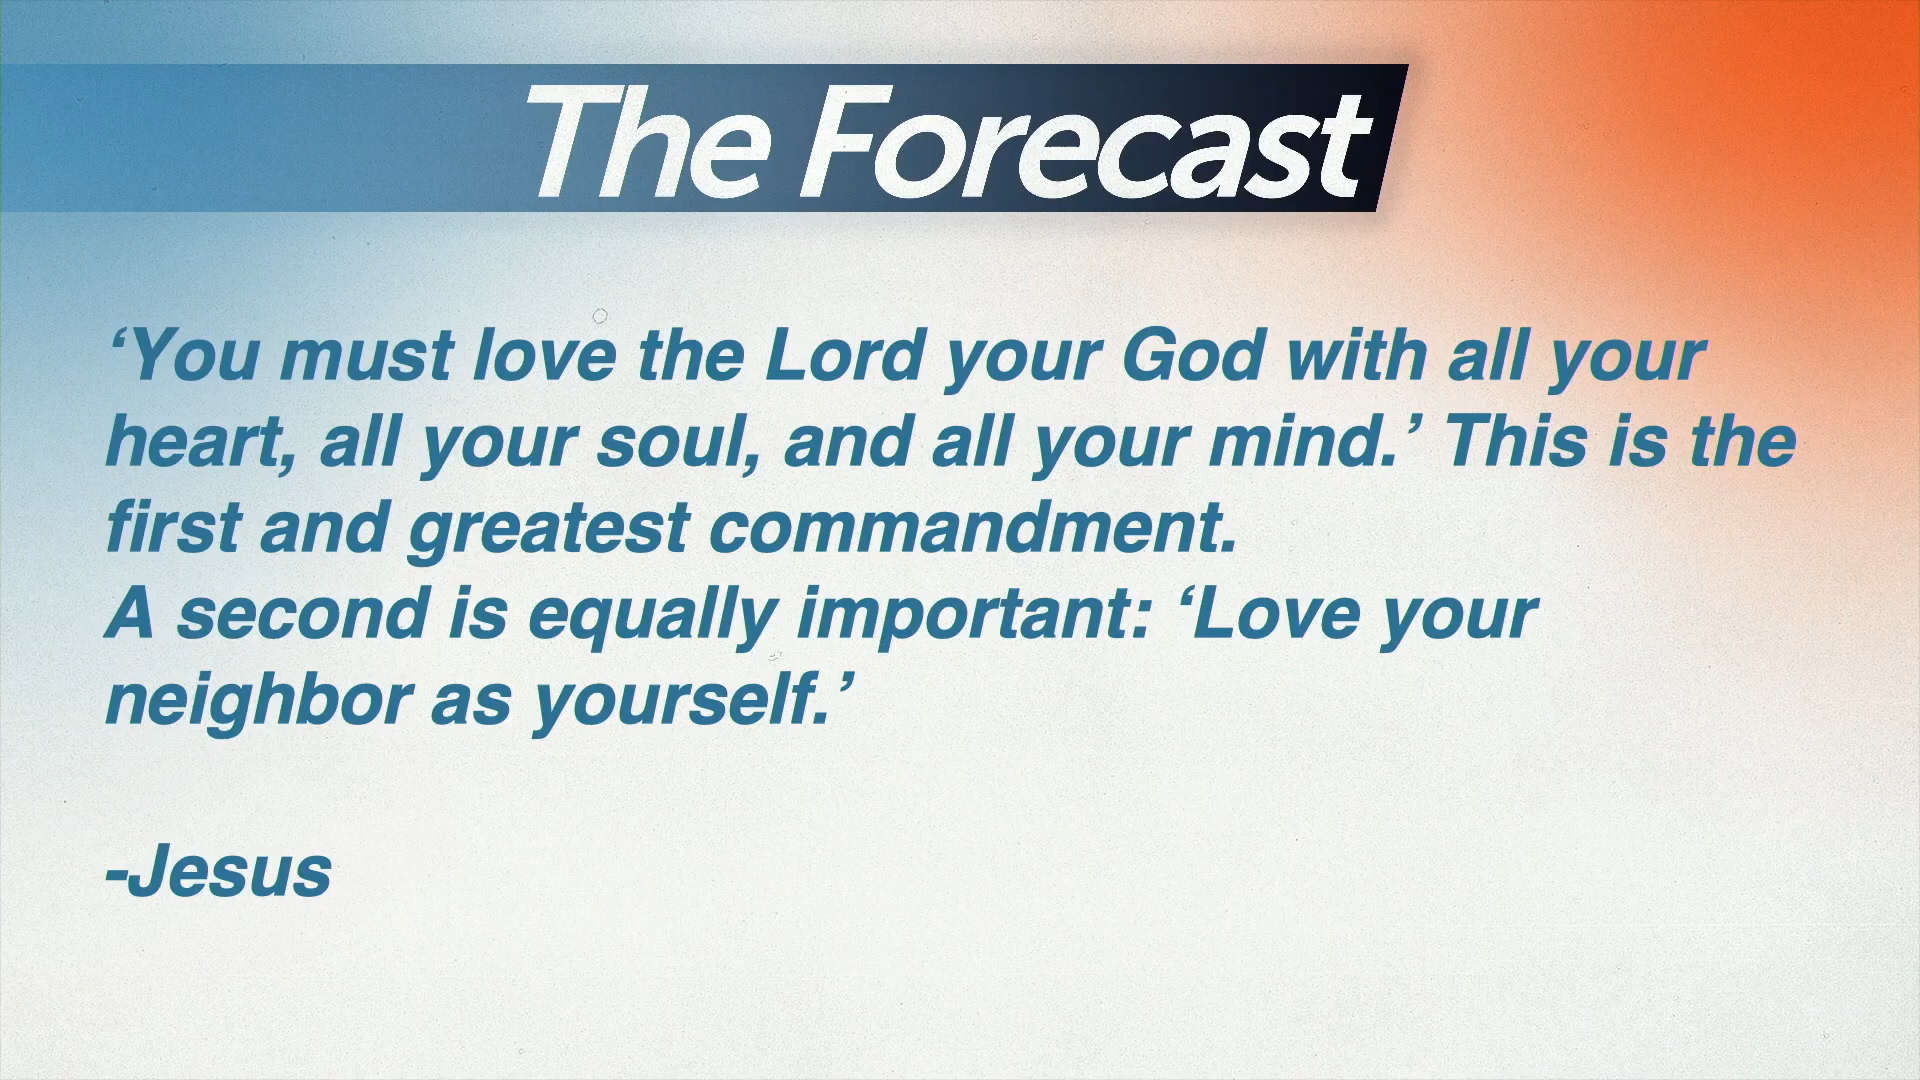 The Forecast
‘You must love the Lord your God with all your
heart, all your soul, and all your mind.’ This is the
first and greatest commandment.
A second is equally important: ‘Love your
neighbor as yourself.’
-Jesus